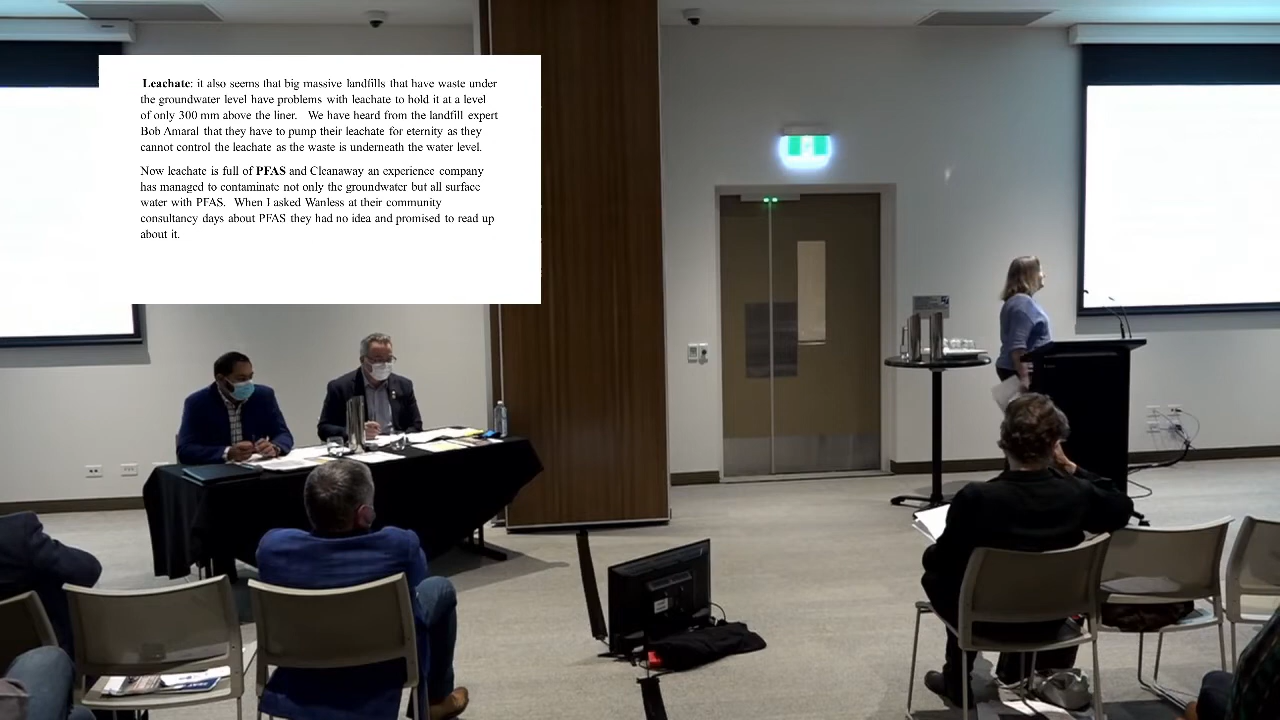 Leachate: it also seems that big massive landfills that have waste under
the groundwater level have problems with leachate to hold it at a level
of only 300 mm above the liner. We have heard from the landfill expert
Bob Amaral that they have to pump their leachate for eternity as they
cannot control the leachate as the waste is underneath the water level.
Now leachate is full of PFAS and Cleanaway an experience company
has managed to contaminate not only the groundwater but all surface
water with PFAS. When I asked Wanless at their community
consultancy days about PFAS they had no idea and promised to read up
about it.